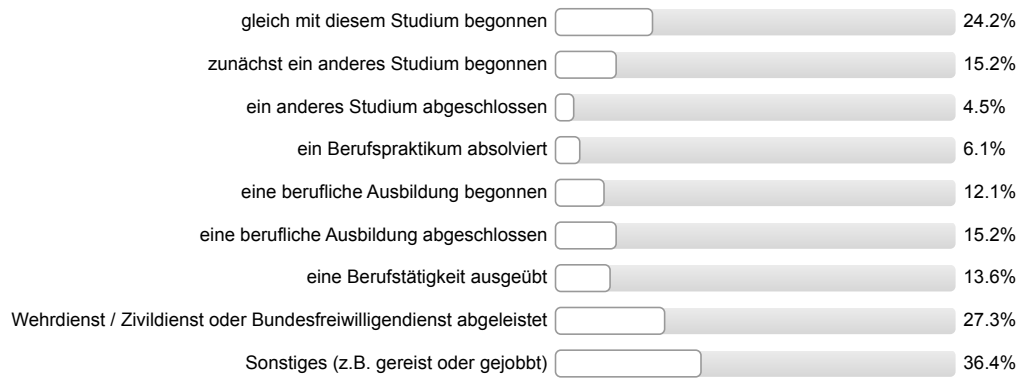 gleich mit diesem Studium begonnen 24.2%
zunächst ein anderes Studium begonnen 15.2%
ein anderes Studium abgeschlossen 4.5%
ein Berufspraktikum absolviert 6.1%
eine berufliche Ausbildung begonnen 12.1%
eine berufliche Ausbildung abgeschlossen 15.2%
eine Berufstätigkeit ausgeübt 13.6%
Wehrdienst / Zivildienst oder Bundesfreiwilligendienst abgeleistet 27.3%
Sonstiges (z.B. gereist oder gejobbt) 36.4%